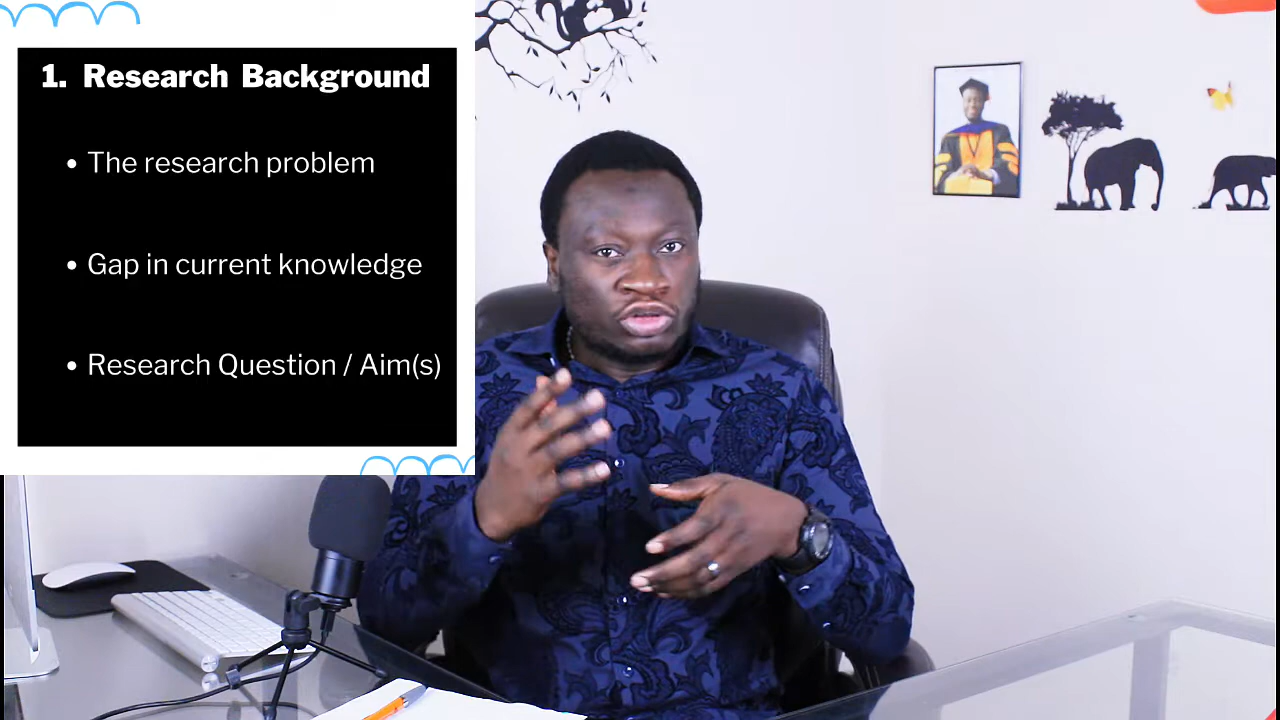 1. Research Background
• The research problem
• Gap in current knowledge
• Research Question / Aim(s)